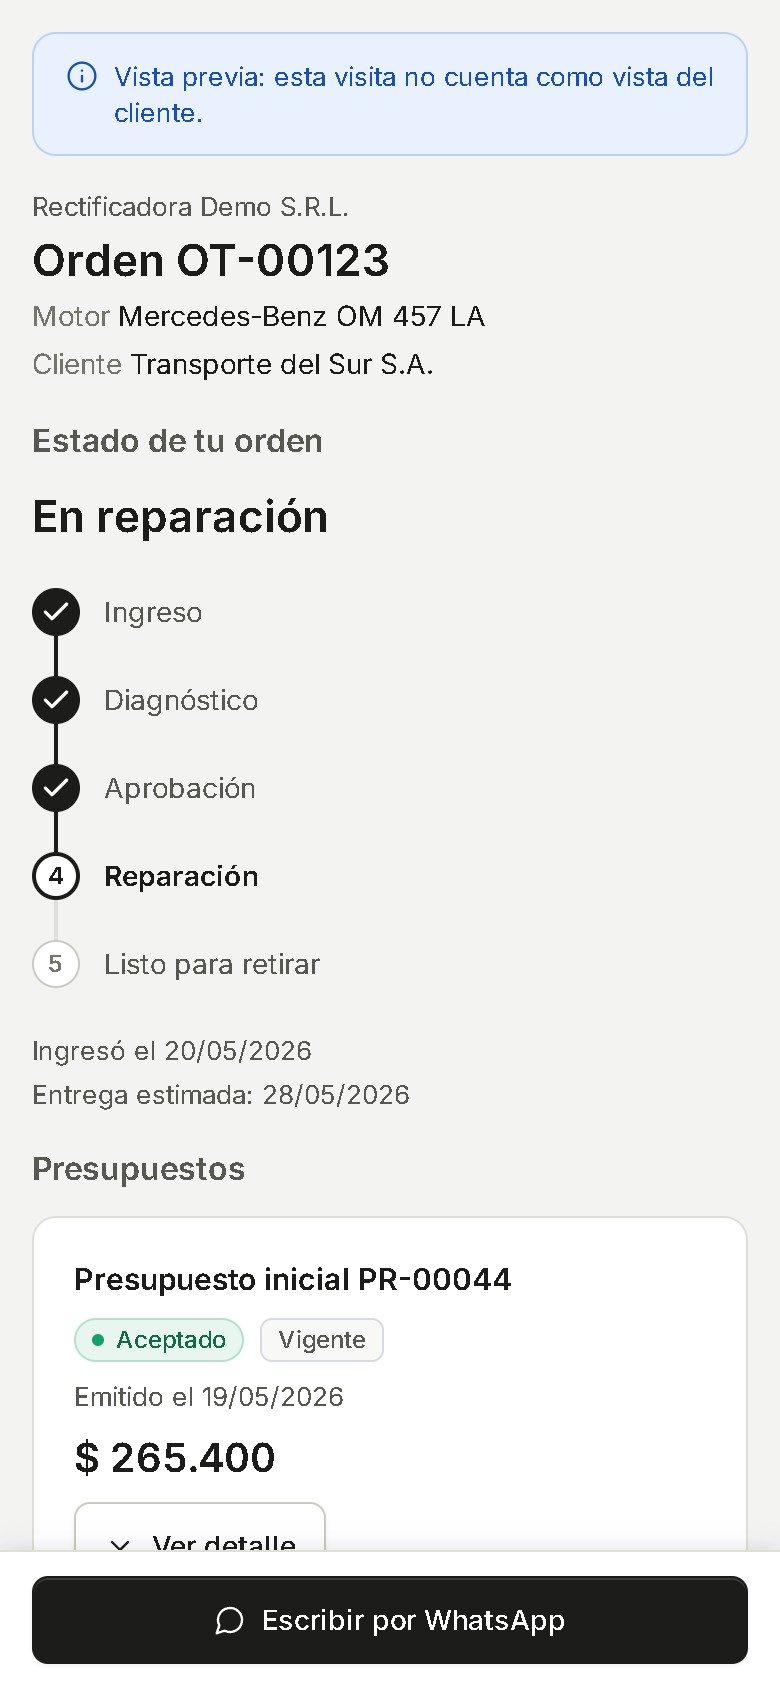 Vista previa: esta visita no cuenta como vista del
cliente.
Rectificadora Demo S.R.L.
Orden OT-00123
Motor Mercedes-Benz OM 457 LA
Cliente Transporte del Sur S.A.
Estado de tu orden
En reparación
Ingreso
Diagnóstico
Aprobación
4 Reparación
5 Listo para retirar
Ingresó el 20/05/2026
Entrega estimada: 28/05/2026
Presupuestos
Presupuesto inicial PR-00044
Aceptado Vigente
Emitido el 19/05/2026
$ 265.400
Ver detalle
Escribir por WhatsApp